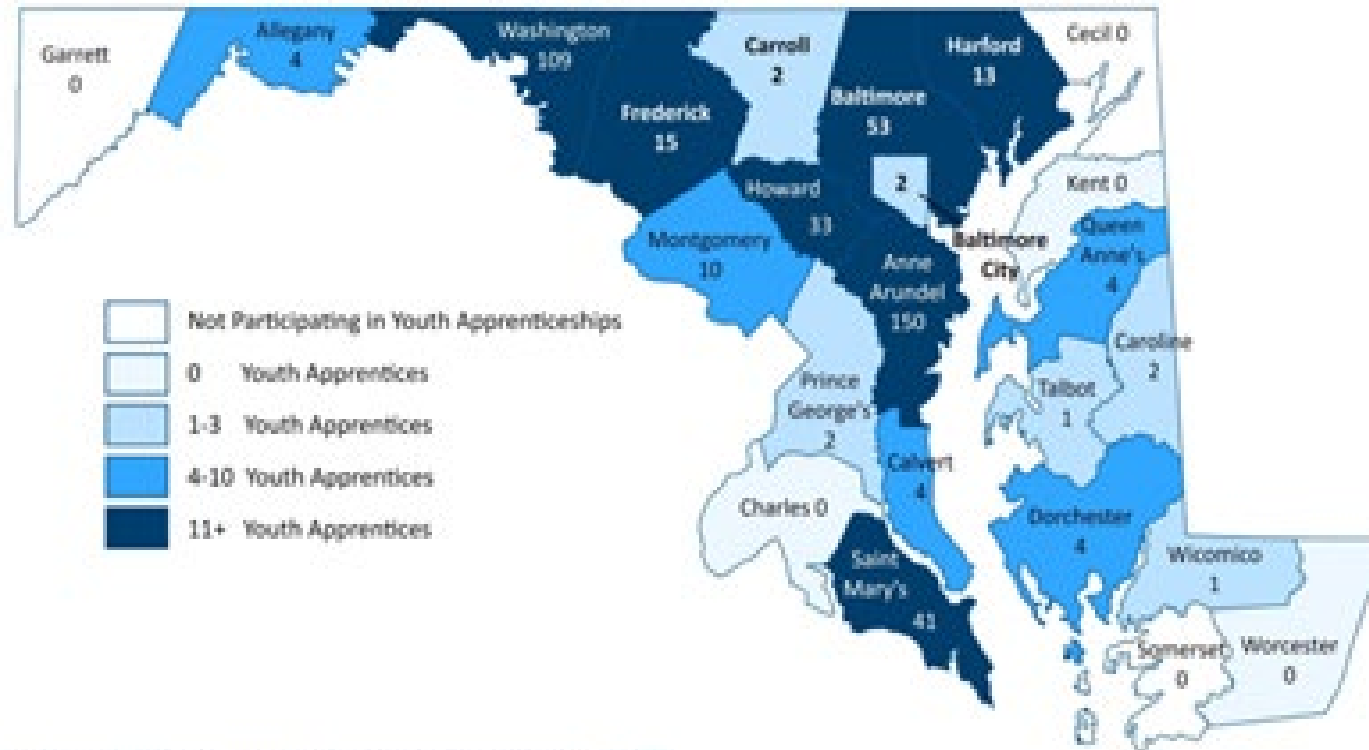 Garrett
0
Allegany
4
Washington
109
Frederick
15
Carroll
2
Baltimore
53
Harford
13
Cecil 0
2
Baltimore
City
Kent 0
Howard
33
Montgomery
10
Anne
Arundel
150
Queen
Anne's
4
Caroline
2
Talbot
1
Prince
George's
2
Calvert
4
Charles 0
Saint
Mary's
41
Dorchester
4
Wicomico
1
Somerset
0
Worcester
0
Not Participating in Youth Apprenticeships
0 Youth Apprentices
1-3 Youth Apprentices
4-10 Youth Apprentices
11+ Youth Apprentices